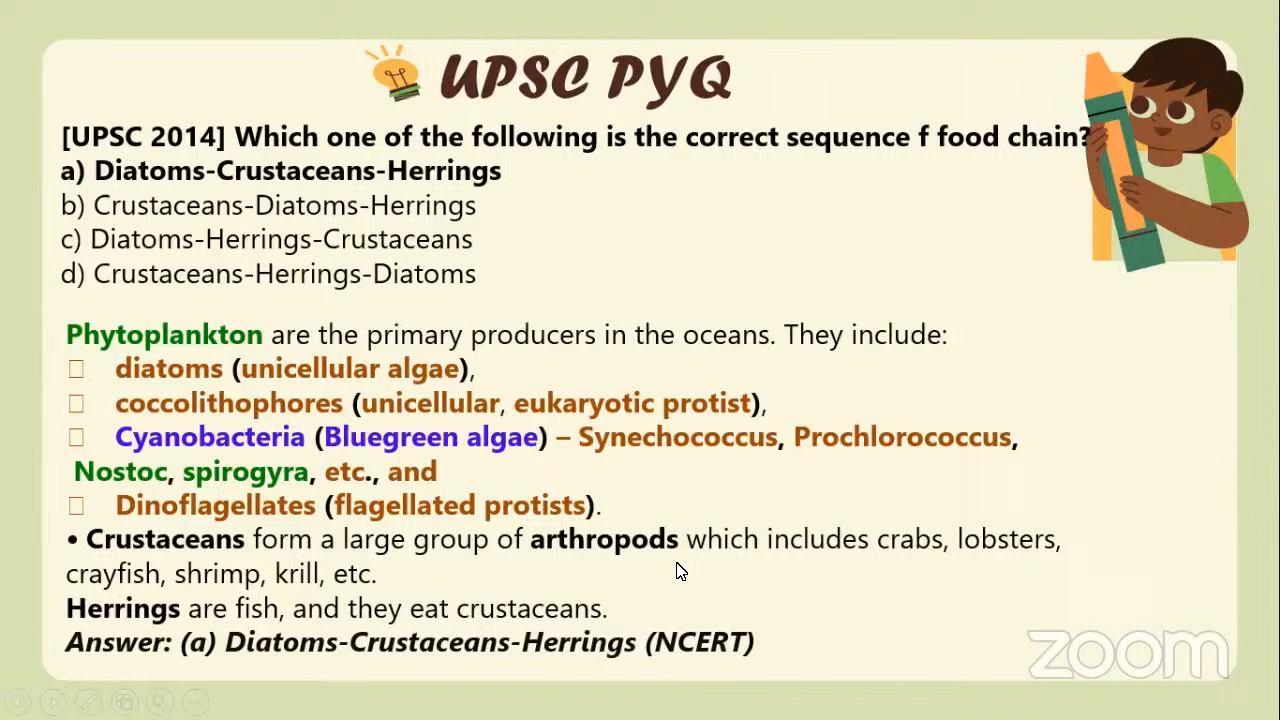 UPSC PYQ
[UPSC 2014] Which one of the following is the correct sequence f food chain?
a) Diatoms-Crustaceans-Herrings
b) Crustaceans-Diatoms-Herrings
c) Diatoms-Herrings-Crustaceans
d) Crustaceans-Herrings-Diatoms
Phytoplankton are the primary producers in the oceans. They include:
diatoms (unicellular algae),
coccolithophores (unicellular, eukaryotic protist),
Cyanobacteria (Bluegreen algae) – Synechococcus, Prochlorococcus,
Nostoc, spirogyra, etc., and
Dinoflagellates (flagellated protists).
• Crustaceans form a large group of arthropods which includes crabs, lobsters,
crayfish, shrimp, krill, etc.
Herrings are fish, and they eat crustaceans.
Answer: (a) Diatoms-Crustaceans-Herrings (NCERT)
zoom